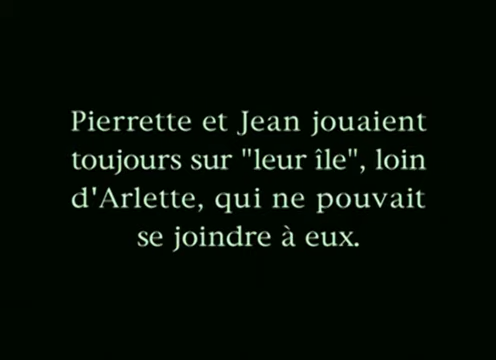 Pierrette et Jean jouaient
toujours sur "leur île", loin
d'Arlette, qui ne pouvait
se joindre à eux.